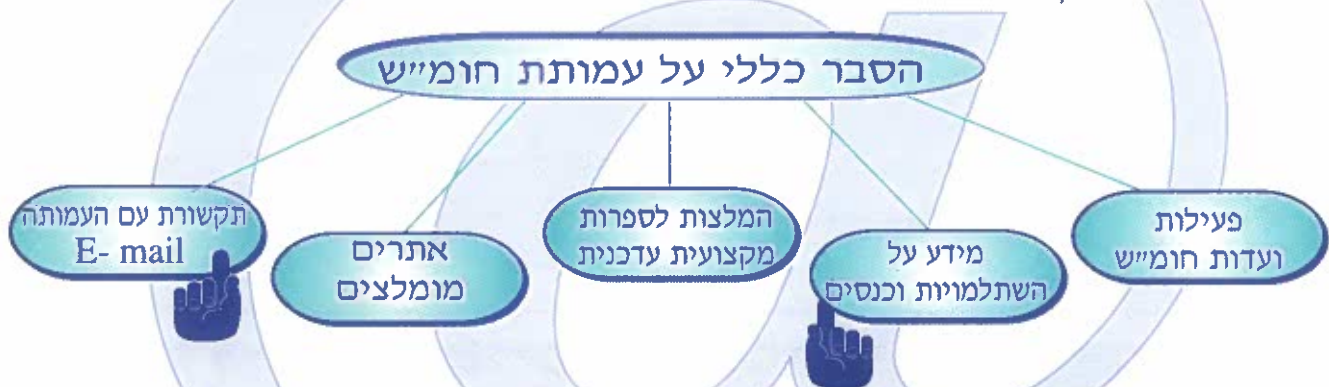 הסבר כללי על עמותת חומ״ש
פעילות
ועדות חומ״ש
מידע על
השתלמויות וכנסים
המלצות לספרות
מקצועית עדכנית
אתרים
מומלצים
תקשורת עם העמותה
E- mail